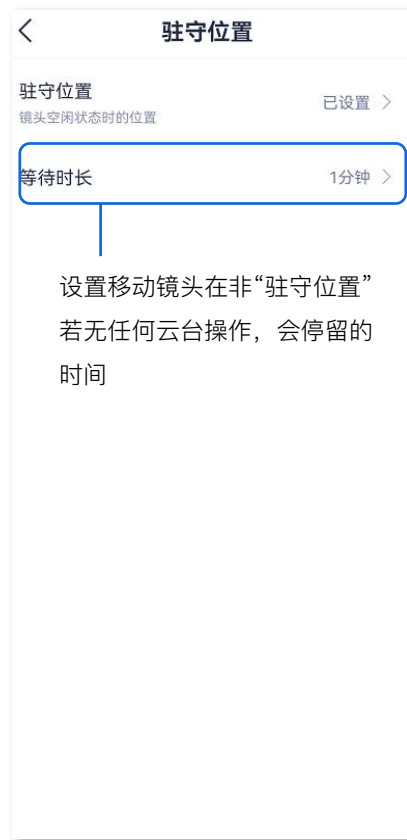 驻守位置
驻守位置
已设置
镜头空闲状态时的位置
等待时长
1分钟
设置移动镜头在非“驻守位置”
若无任何云台操作，会停留的
时间